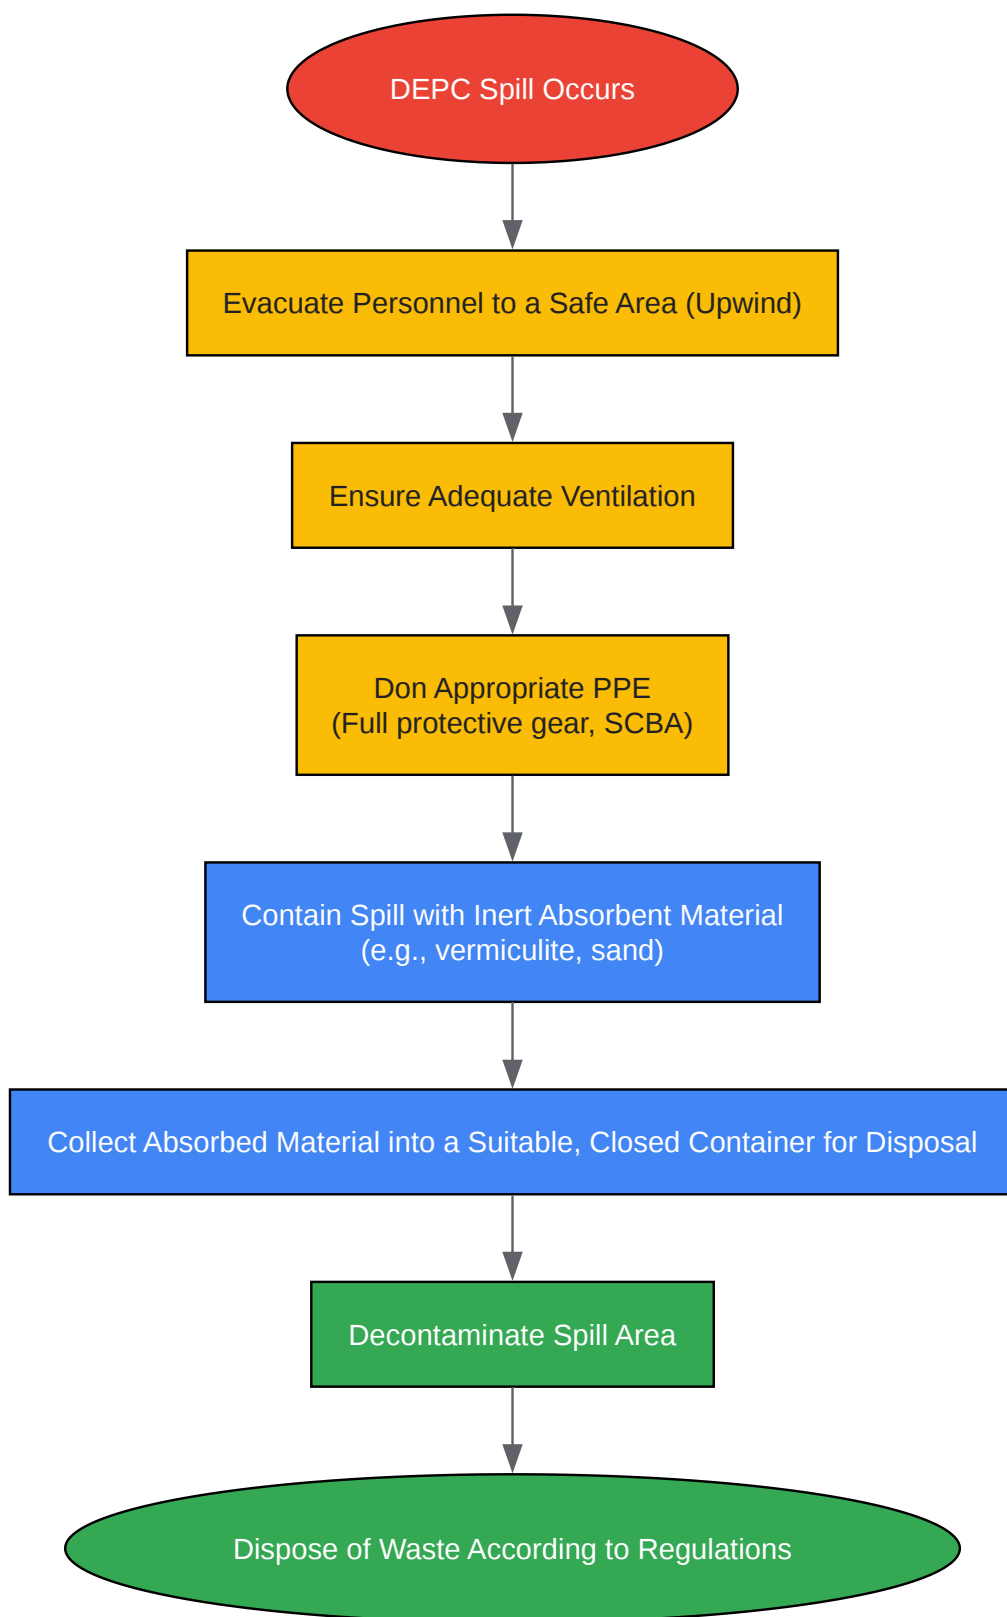 DEPC Spill Occurs
Evacuate Personnel to a Safe Area (Upwind)
Ensure Adequate Ventilation
Don Appropriate PPE
(Full protective gear, SCBA)
Contain Spill with Inert Absorbent Material
(e.g., vermiculite, sand)
Collect Absorbed Material into a Suitable, Closed Container for Disposal
Decontaminate Spill Area
Dispose of Waste According to Regulations